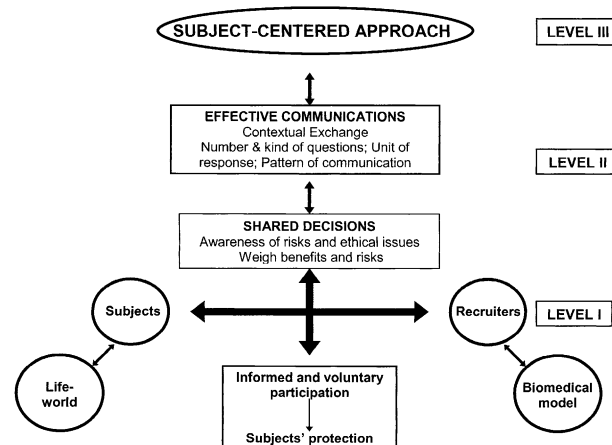 SUBJECT-CENTERED APPROACH
LEVEL III
EFFECTIVE COMMUNICATIONS
Contextual Exchange
Number & kind of questions; Unit of
response; Pattern of communication
LEVEL II
SHARED DECISIONS
Awareness of risks and ethical issues
Weigh benefits and risks
Subjects
Recruiters
LEVEL I
Life-
world
Informed and voluntary
participation
Subjects' protection
Biomedical
model